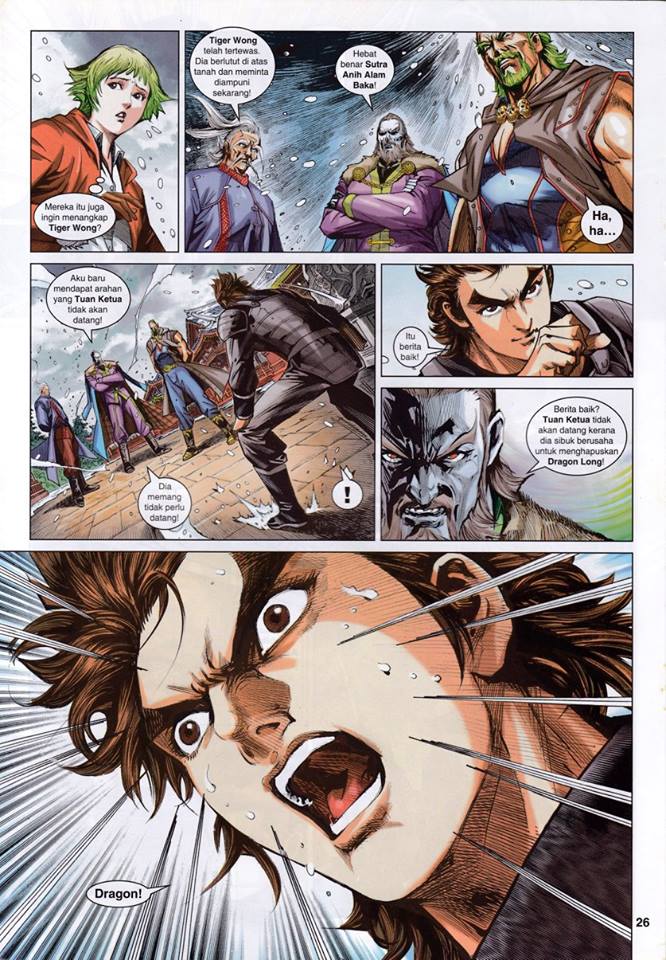 Mereka itu juga
ingin menangkap
Tiger Wong?
Tiger Wong
telah tertewas.
Dia berlutut di atas
tanah dan meminta
diampuni
sekarang!
Hebat
benar Sutra
Anih Alam
Baka!
Ha,
ha...
Aku baru
mendapat arahan
yang Tuan Ketua
tidak akan
datang!
Dia
memang
tidak perlu
datang!
!
Itu
berita
baik!
Berita baik?
Tuan Ketua tidak
akan datang kerana
dia sibuk berusaha
untuk menghapuskan
Dragon Long!
Dragon!
26